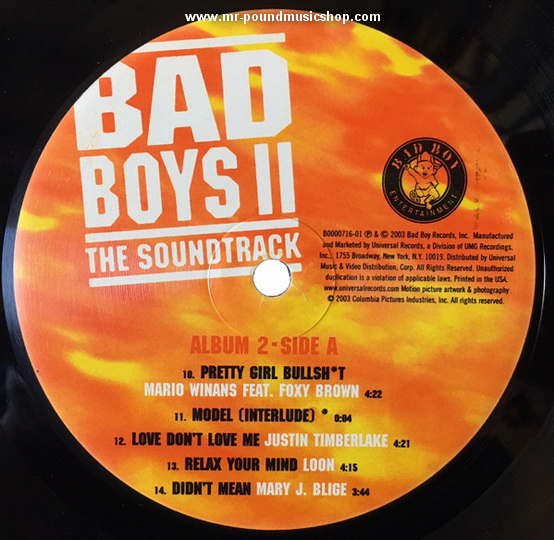 www.mr-poundmusicshop.com
BAD
BOYS II
THE SOUNDTRACK
BAD BOY
ENTERTAINMENT
B0000716-01 ℗ & © 2003 Bad Boy Records, Inc. Manufactured
and Marketed by Universal Records, a Division of UMG Recordings,
Inc., 1755 Broadway, New York, N.Y. 10019. Distributed by Universal
Music & Video Distribution, Corp. All Rights Reserved. Unauthorized
duplication is a violation of applicable laws. Printed in the USA.
www.universalrecords.com Motion picture artwork & photography
© 2003 Columbia Pictures Industries, Inc. All rights reserved.
ALBUM 2-SIDE A
10. PRETTY GIRL BULLSH*T
MARIO WINANS FEAT. FOXY BROWN 4:22
11. MODEL (INTERLUDE) * 0:04
12. LOVE DON'T LOVE ME JUSTIN TIMBERLAKE 4:21
13. RELAX YOUR MIND LOON 4:15
14. DIDN'T MEAN MARY J. BLIGE 3:44